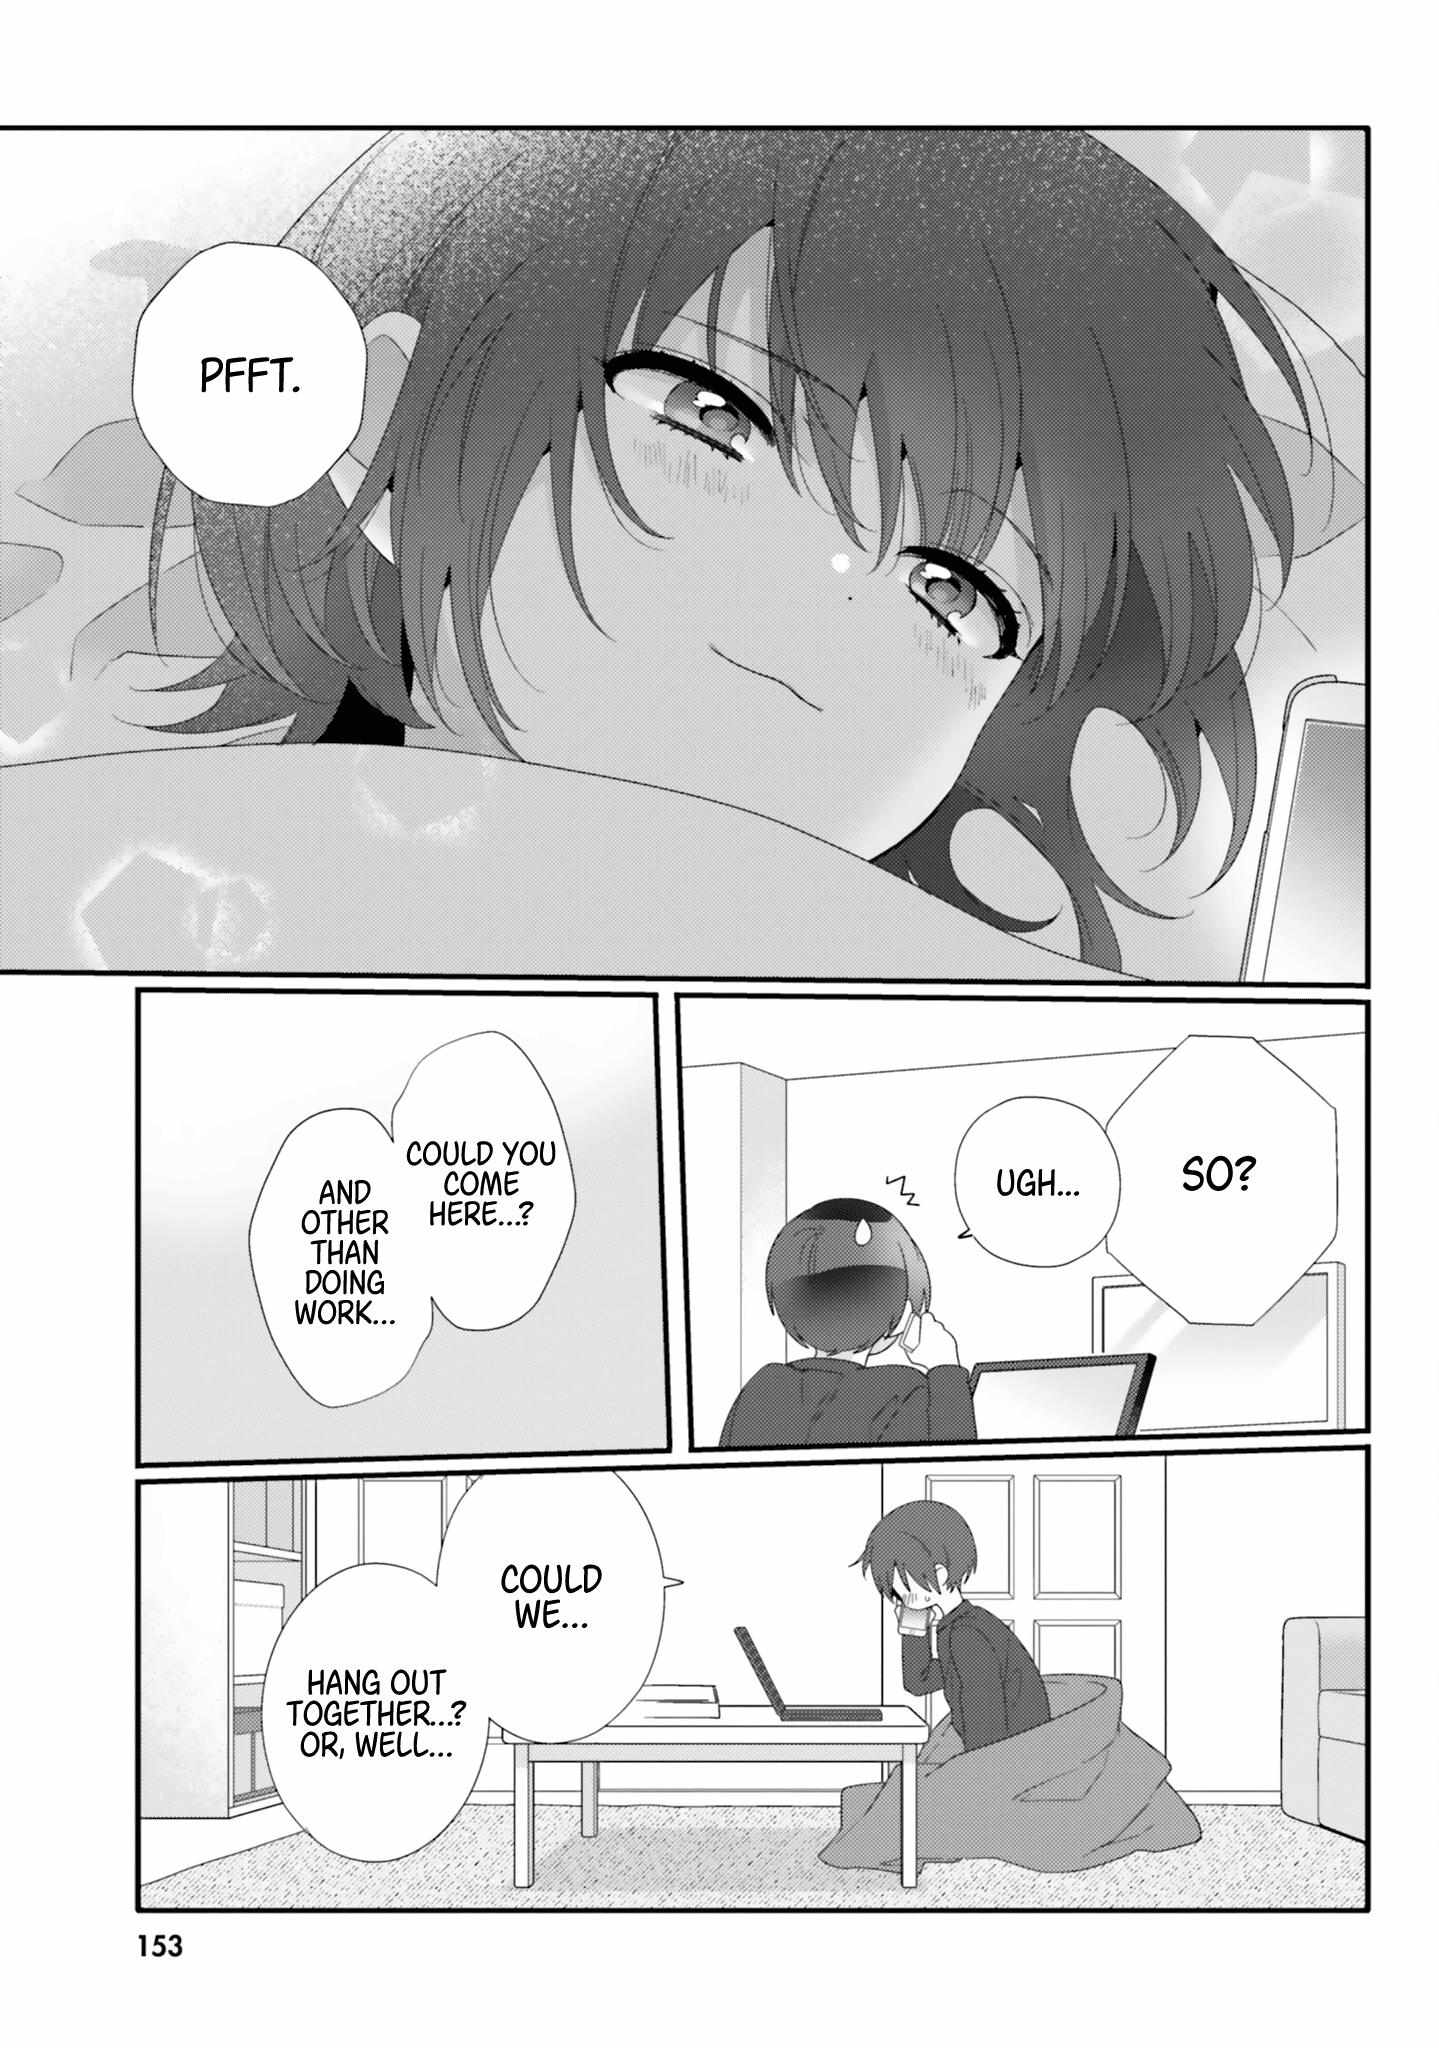 PFFT.
SO?
UGH...
COULD YOU
COME
HERE...?
AND
OTHER
THAN
DOING
WORK...
COULD
WE...
HANG OUT
TOGETHER...?
OR, WELL...
153